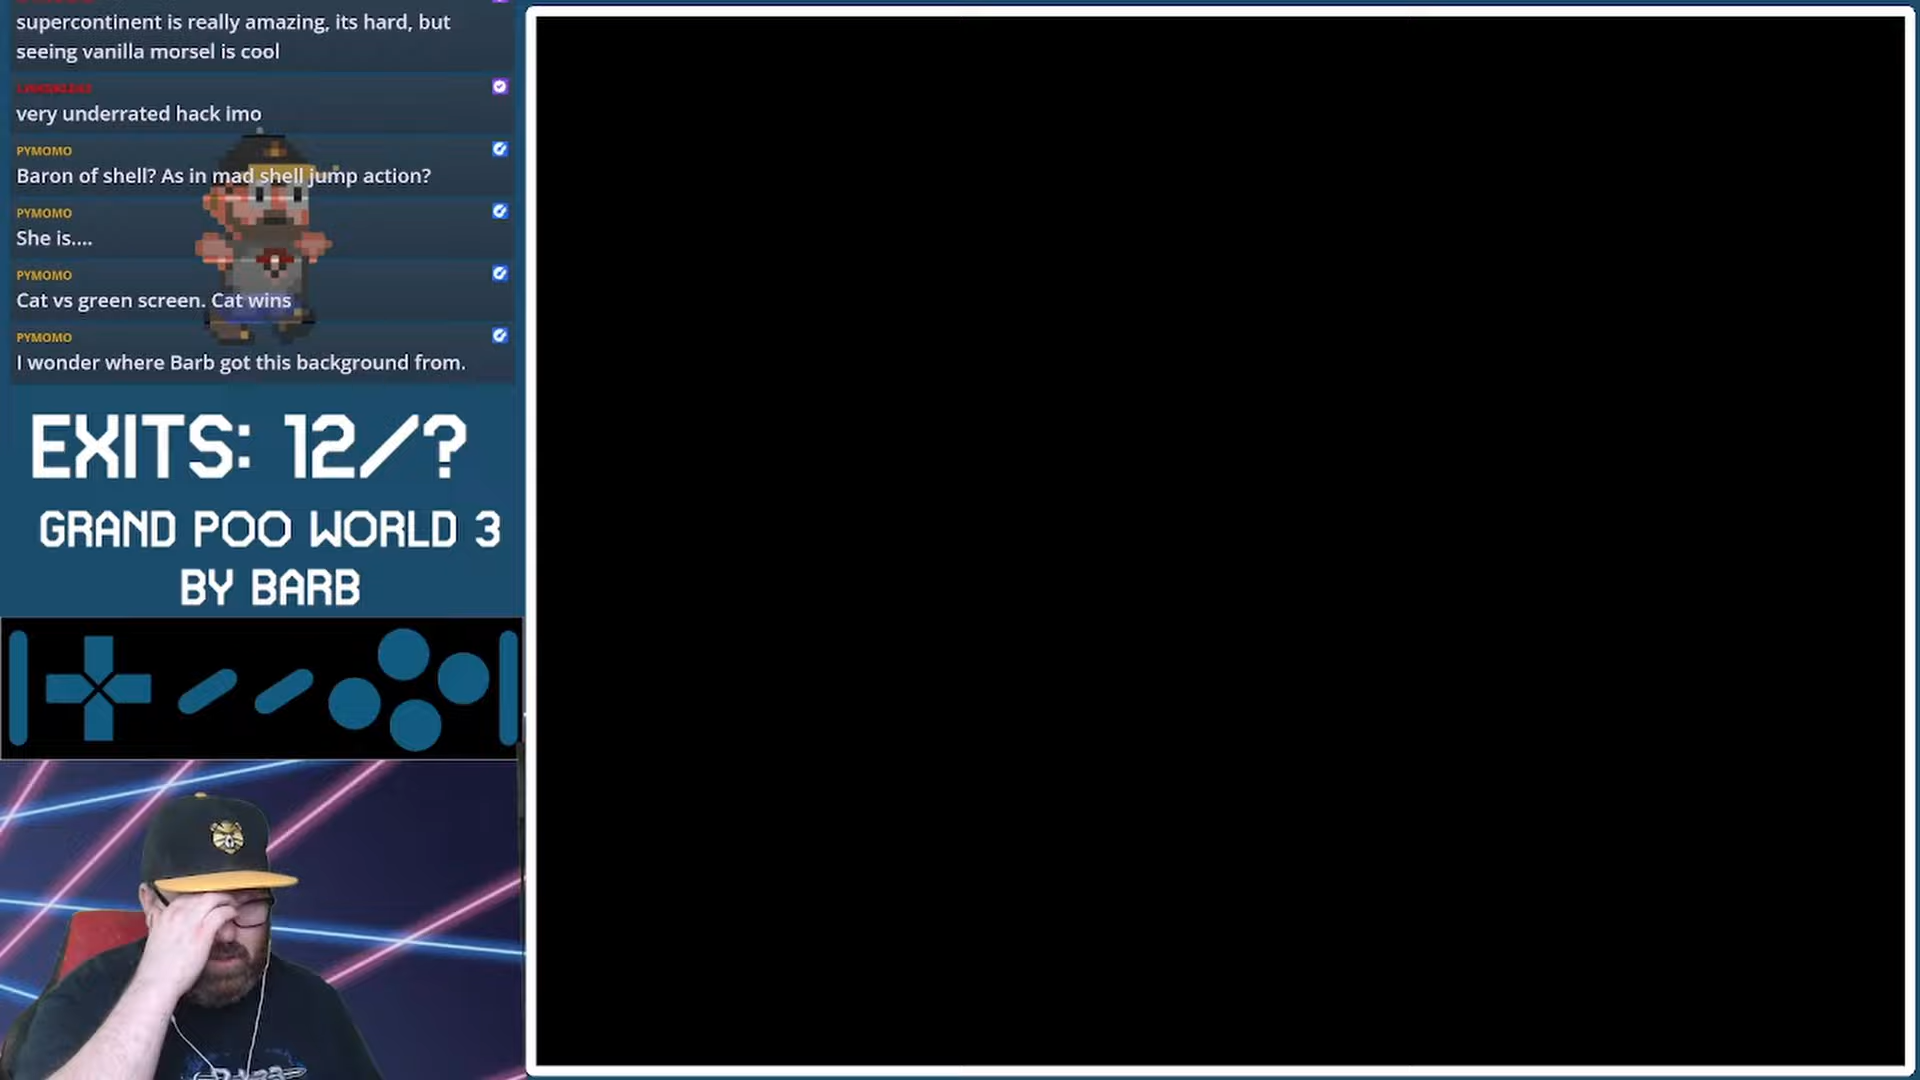 supercontinent is really amazing, its hard, but
seeing vanilla morsel is cool
very underrated hack imo
PYMOMO
Baron of shell? As in mad shell jump action?
PYMOMO
She is....
PYMOMO
Cat vs green screen. Cat wins
PYMOMO
I wonder where Barb got this background from.
EXITS: 12/?
GRAND POO WORLD 3
BY BARB